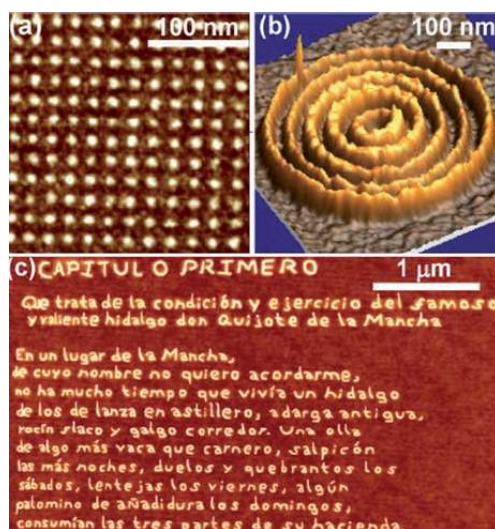 (a) 100 nm
(b) 100 nm
(c) CAPITULO PRIMERO 1 μm
Que trata de la condición y ejercicio del famoso
y valiente hidalgo don Quijote de la Mancha
En un lugar de la Mancha,
de cuyo nombre no quiero acordarme,
no ha mucho tiempo que vivía un hidalgo
de los de lanza en astillero, adarga antigua,
rocín flaco y galgo corredor. Una olla
de algo más vaca que carnero, salpicón
las más noches, duelos y quebrantos los
sábados, lentejas los viernes, algún
palomino de añadidura los domingos,
consumían las tres partes de su hacienda